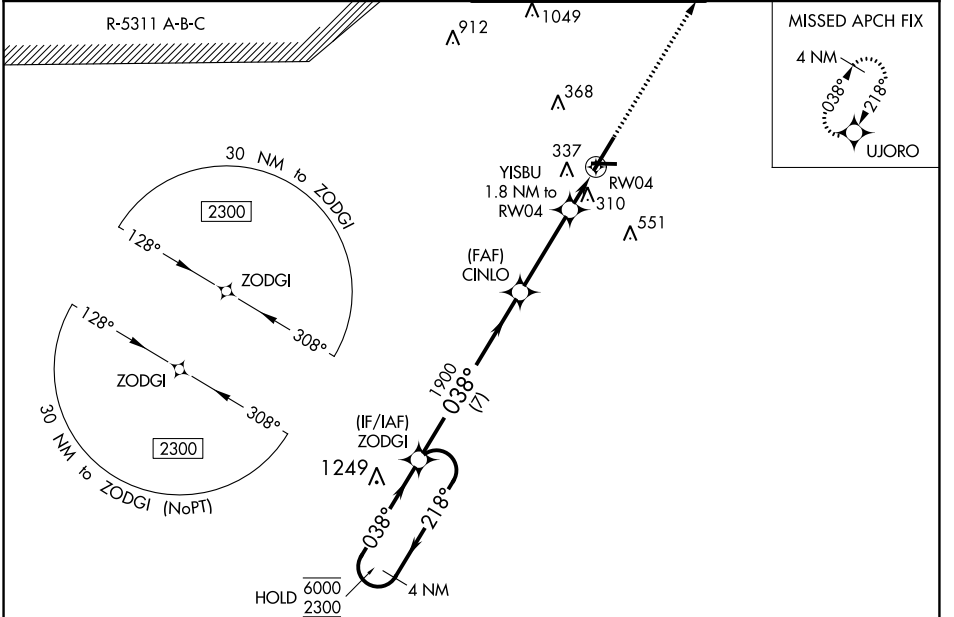 R-5311 A-B-C
912
1049
MISSED APCH FIX
4 NM
038°
218°
UJORO
368
337
YISBU
1.8 NM to
RW04
RW04
310
551
30 NM to ZODGI
2300
128°
ZODGI
308°
(FAF)
CINLO
128°
ZODGI
308°
2300
30 NM to ZODGI (NoPT)
1900
038°
(7)
(IF/IAF)
ZODGI
1249
038°
218°
HOLD
6000
2300
4 NM